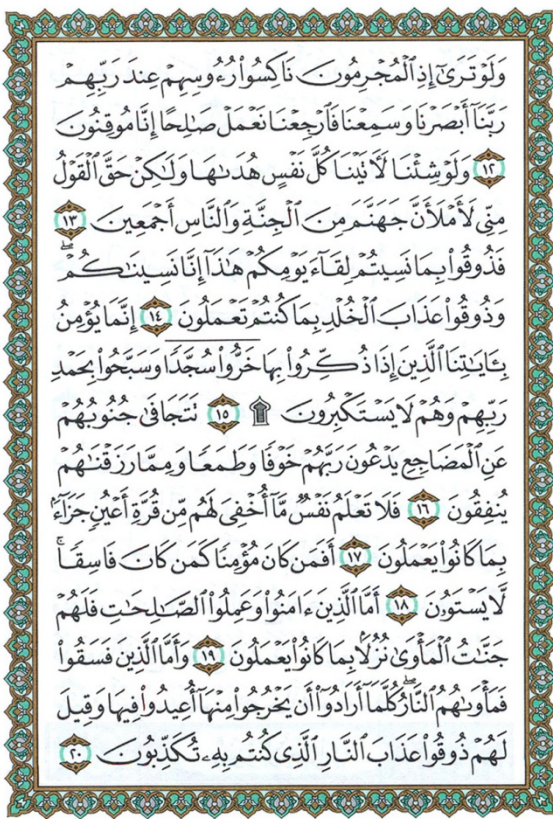 وَلَوْ تَرَىٰٓ إِذِ ٱلْمُجْرِمُونَ نَاكِسُوا۟ رُءُوسِهِمْ عِندَ رَبِّهِمْ
رَبَّنَآ أَبْصَرْنَا وَسَمِعْنَا فَٱرْجِعْنَا نَعْمَلْ صَٰلِحًا إِنَّا مُوقِنُونَ
١٢ وَلَوْ شِئْنَا لَءَاتَيْنَا كُلَّ نَفْسٍ هُدَىٰهَا وَلَٰكِنْ حَقَّ ٱلْقَوْلُ
مِنِّى لَأَمْلَأَنَّ جَهَنَّمَ مِنَ ٱلْجِنَّةِ وَٱلنَّاسِ أَجْمَعِينَ ١٣
فَذُوقُوا۟ بِمَا نَسِيتُمْ لِقَآءَ يَوْمِكُمْ هَٰذَآ إِنَّا نَسِينَٰكُمْ ۖ
وَذُوقُوا۟ عَذَابَ ٱلْخُلْدِ بِمَا كُنتُمْ تَعْمَلُونَ ١٤ إِنَّمَا يُؤْمِنُ
بِـَٔايَٰتِنَا ٱلَّذِينَ إِذَا ذُكِّرُوا۟ بِهَا خَرُّوا۟ سُجَّدًا وَسَبَّحُوا۟ بِحَمْدِ
رَبِّهِمْ وَهُمْ لَا يَسْتَكْبِرُونَ ۩ ١٥ تَتَجَافَىٰ جُنُوبُهُمْ
عَنِ ٱلْمَضَاجِعِ يَدْعُونَ رَبَّهُمْ خَوْفًا وَطَمَعًا وَمِمَّا رَزَقْنَٰهُمْ
يُنفِقُونَ ١٦ فَلَا تَعْلَمُ نَفْسٌ مَّآ أُخْفِىَ لَهُم مِّن قُرَّةِ أَعْيُنٍ جَزَآءًۢ
بِمَا كَانُوا۟ يَعْمَلُونَ ١٧ أَفَمَن كَانَ مُؤْمِنًا كَمَن كَانَ فَاسِقًا ۚ
لَّا يَسْتَوُۥنَ ١٨ أَمَّا ٱلَّذِينَ ءَامَنُوا۟ وَعَمِلُوا۟ ٱلصَّٰلِحَٰتِ فَلَهُمْ
جَنَّٰتُ ٱلْمَأْوَىٰ نُزُلًۢا بِمَا كَانُوا۟ يَعْمَلُونَ ١٩ وَأَمَّا ٱلَّذِينَ فَسَقُوا۟
فَمَأْوَىٰهُمُ ٱلنَّارُ ۖ كُلَّمَآ أَرَادُوٓا۟ أَن يَخْرُجُوا۟ مِنْهَآ أُعِيدُوا۟ فِيهَا وَقِيلَ
لَهُمْ ذُوقُوا۟ عَذَابَ ٱلنَّارِ ٱلَّذِى كُنتُم بِهِۦ تُكَذِّبُونَ ٢٠